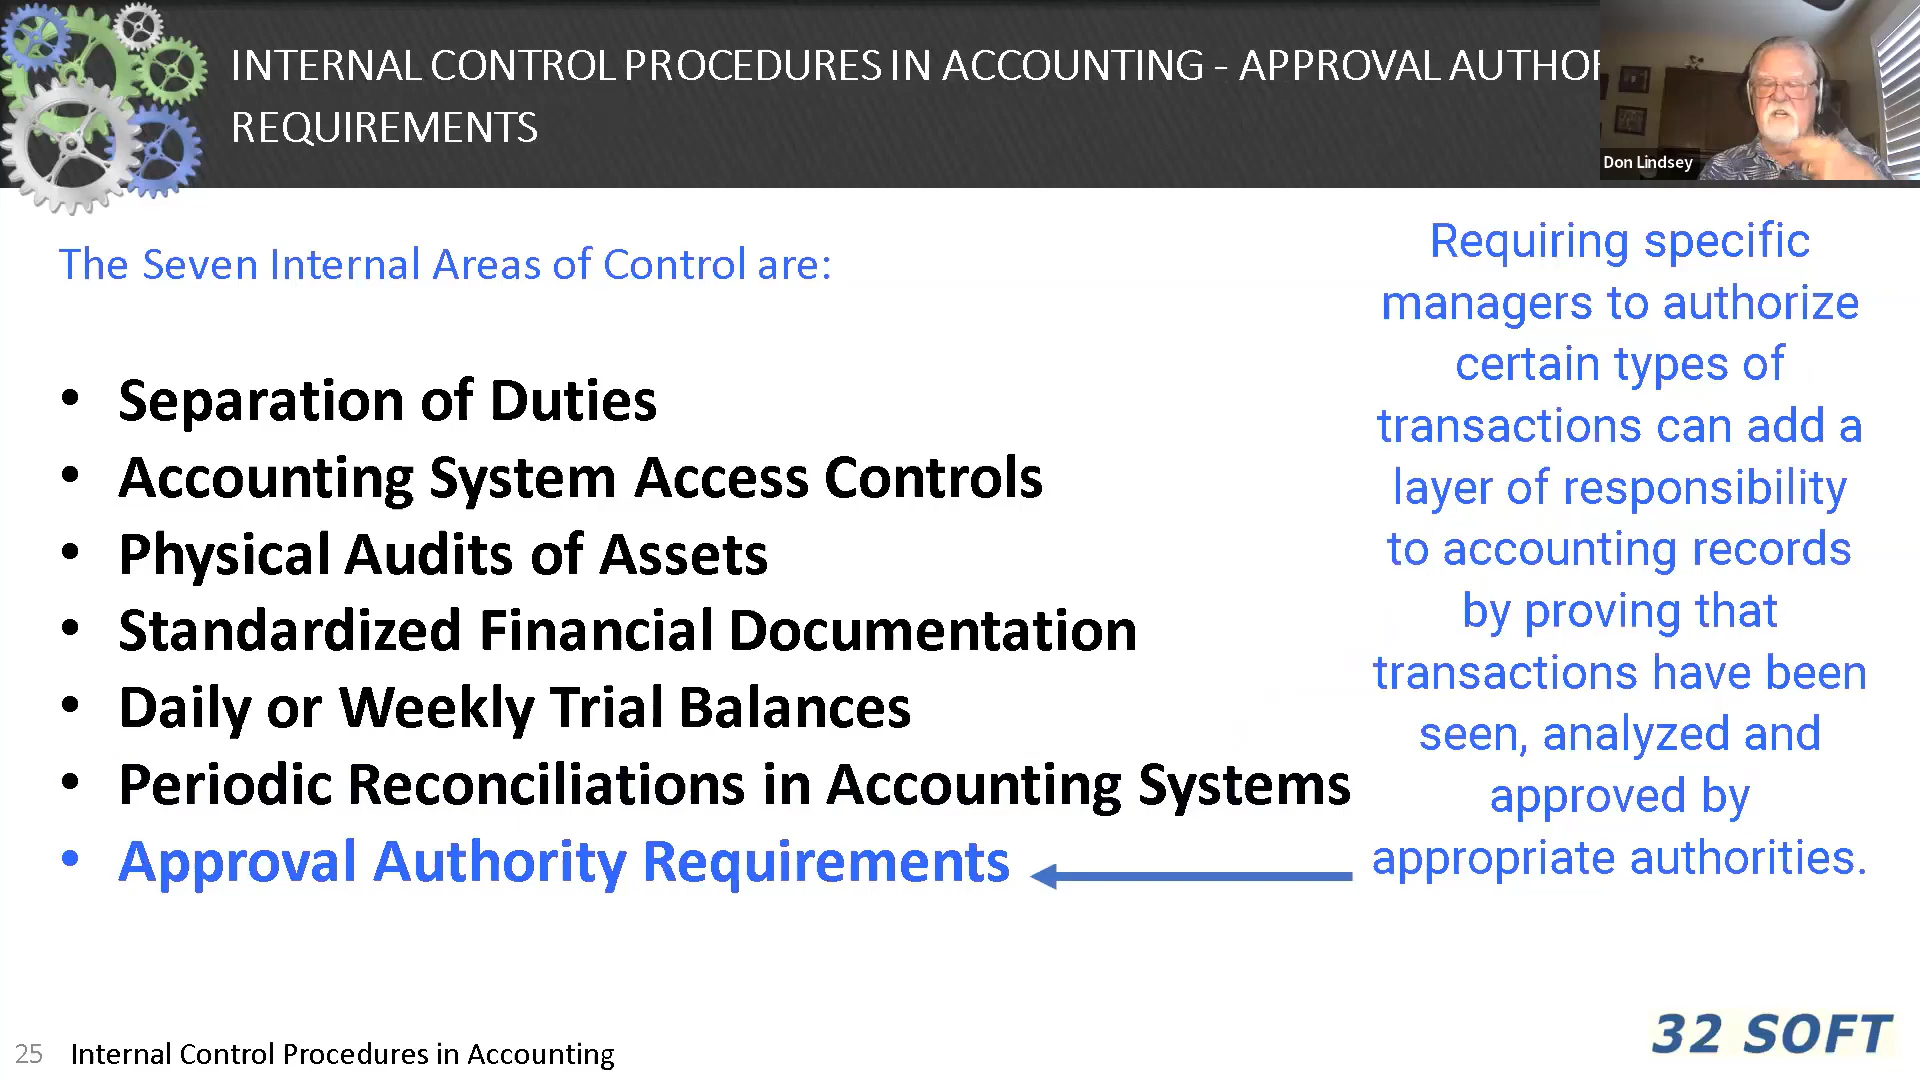 INTERNAL CONTROL PROCEDURES IN ACCOUNTING - APPROVAL
REQUIREMENTS
Don Lindsey
The Seven Internal Areas of Control are:
• Separation of Duties
• Accounting System Access Controls
• Physical Audits of Assets
• Standardized Financial Documentation
• Daily or Weekly Trial Balances
• Periodic Reconciliations in Accounting Systems
• Approval Authority Requirements
Requiring specific
managers to authorize
certain types of
transactions can add a
layer of responsibility
to accounting records
by proving that
transactions have been
seen, analyzed and
approved by
appropriate authorities.
25 Internal Control Procedures in Accounting
32 SOFT